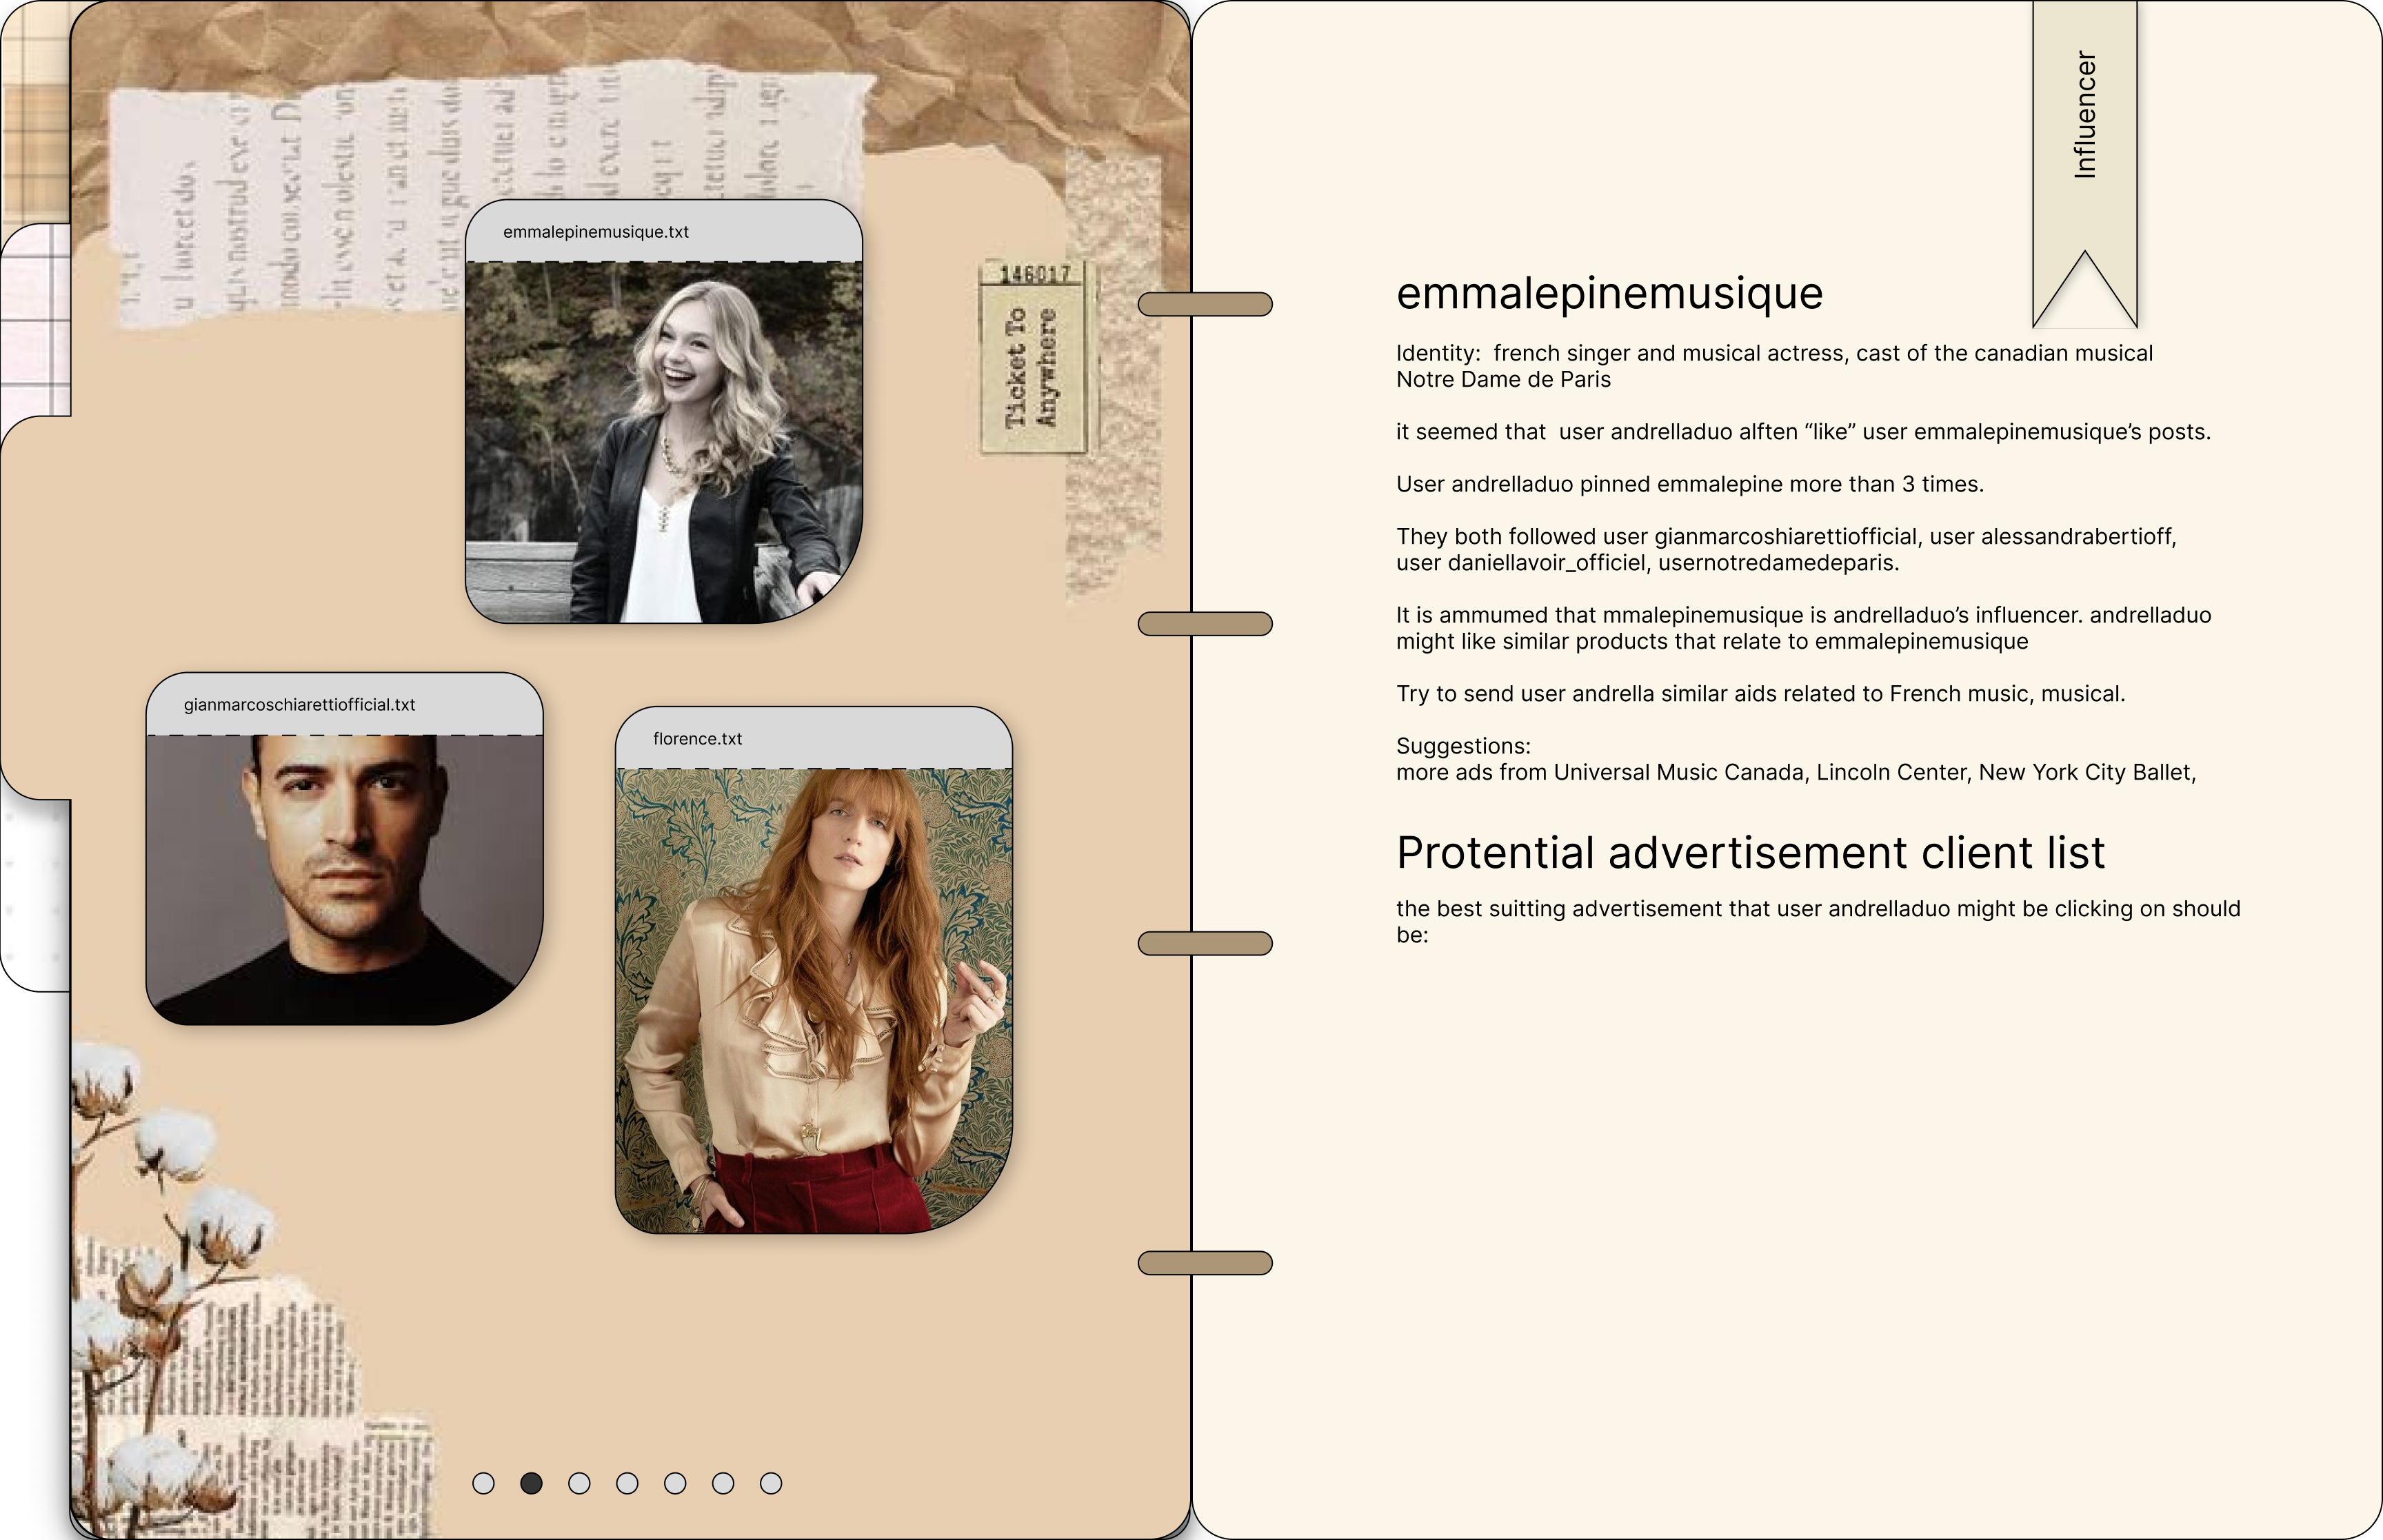 emmalepinemusique.txt
146017
Ticket To
Anywhere
gianmarcoschiarettiofficial.txt
florence.txt
Influencer
emmalepinemusique
Identity:  french singer and musical actress, cast of the canadian musical
Notre Dame de Paris
it seemed that  user andrelladuo alften “like” user emmalepinemusique’s posts.
User andrelladuo pinned emmalepine more than 3 times.
They both followed user gianmarcoshiarettiofficial, user alessandrabertioff,
user daniellavoir_officiel, usernotredamedeparis.
It is ammumed that mmalepinemusique is andrelladuo’s influencer. andrelladuo
might like similar products that relate to emmalepinemusique
Try to send user andrella similar aids related to French music, musical.
Suggestions:
more ads from Universal Music Canada, Lincoln Center, New York City Ballet,
Protential advertisement client list
the best suitting advertisement that user andrelladuo might be clicking on should
be: